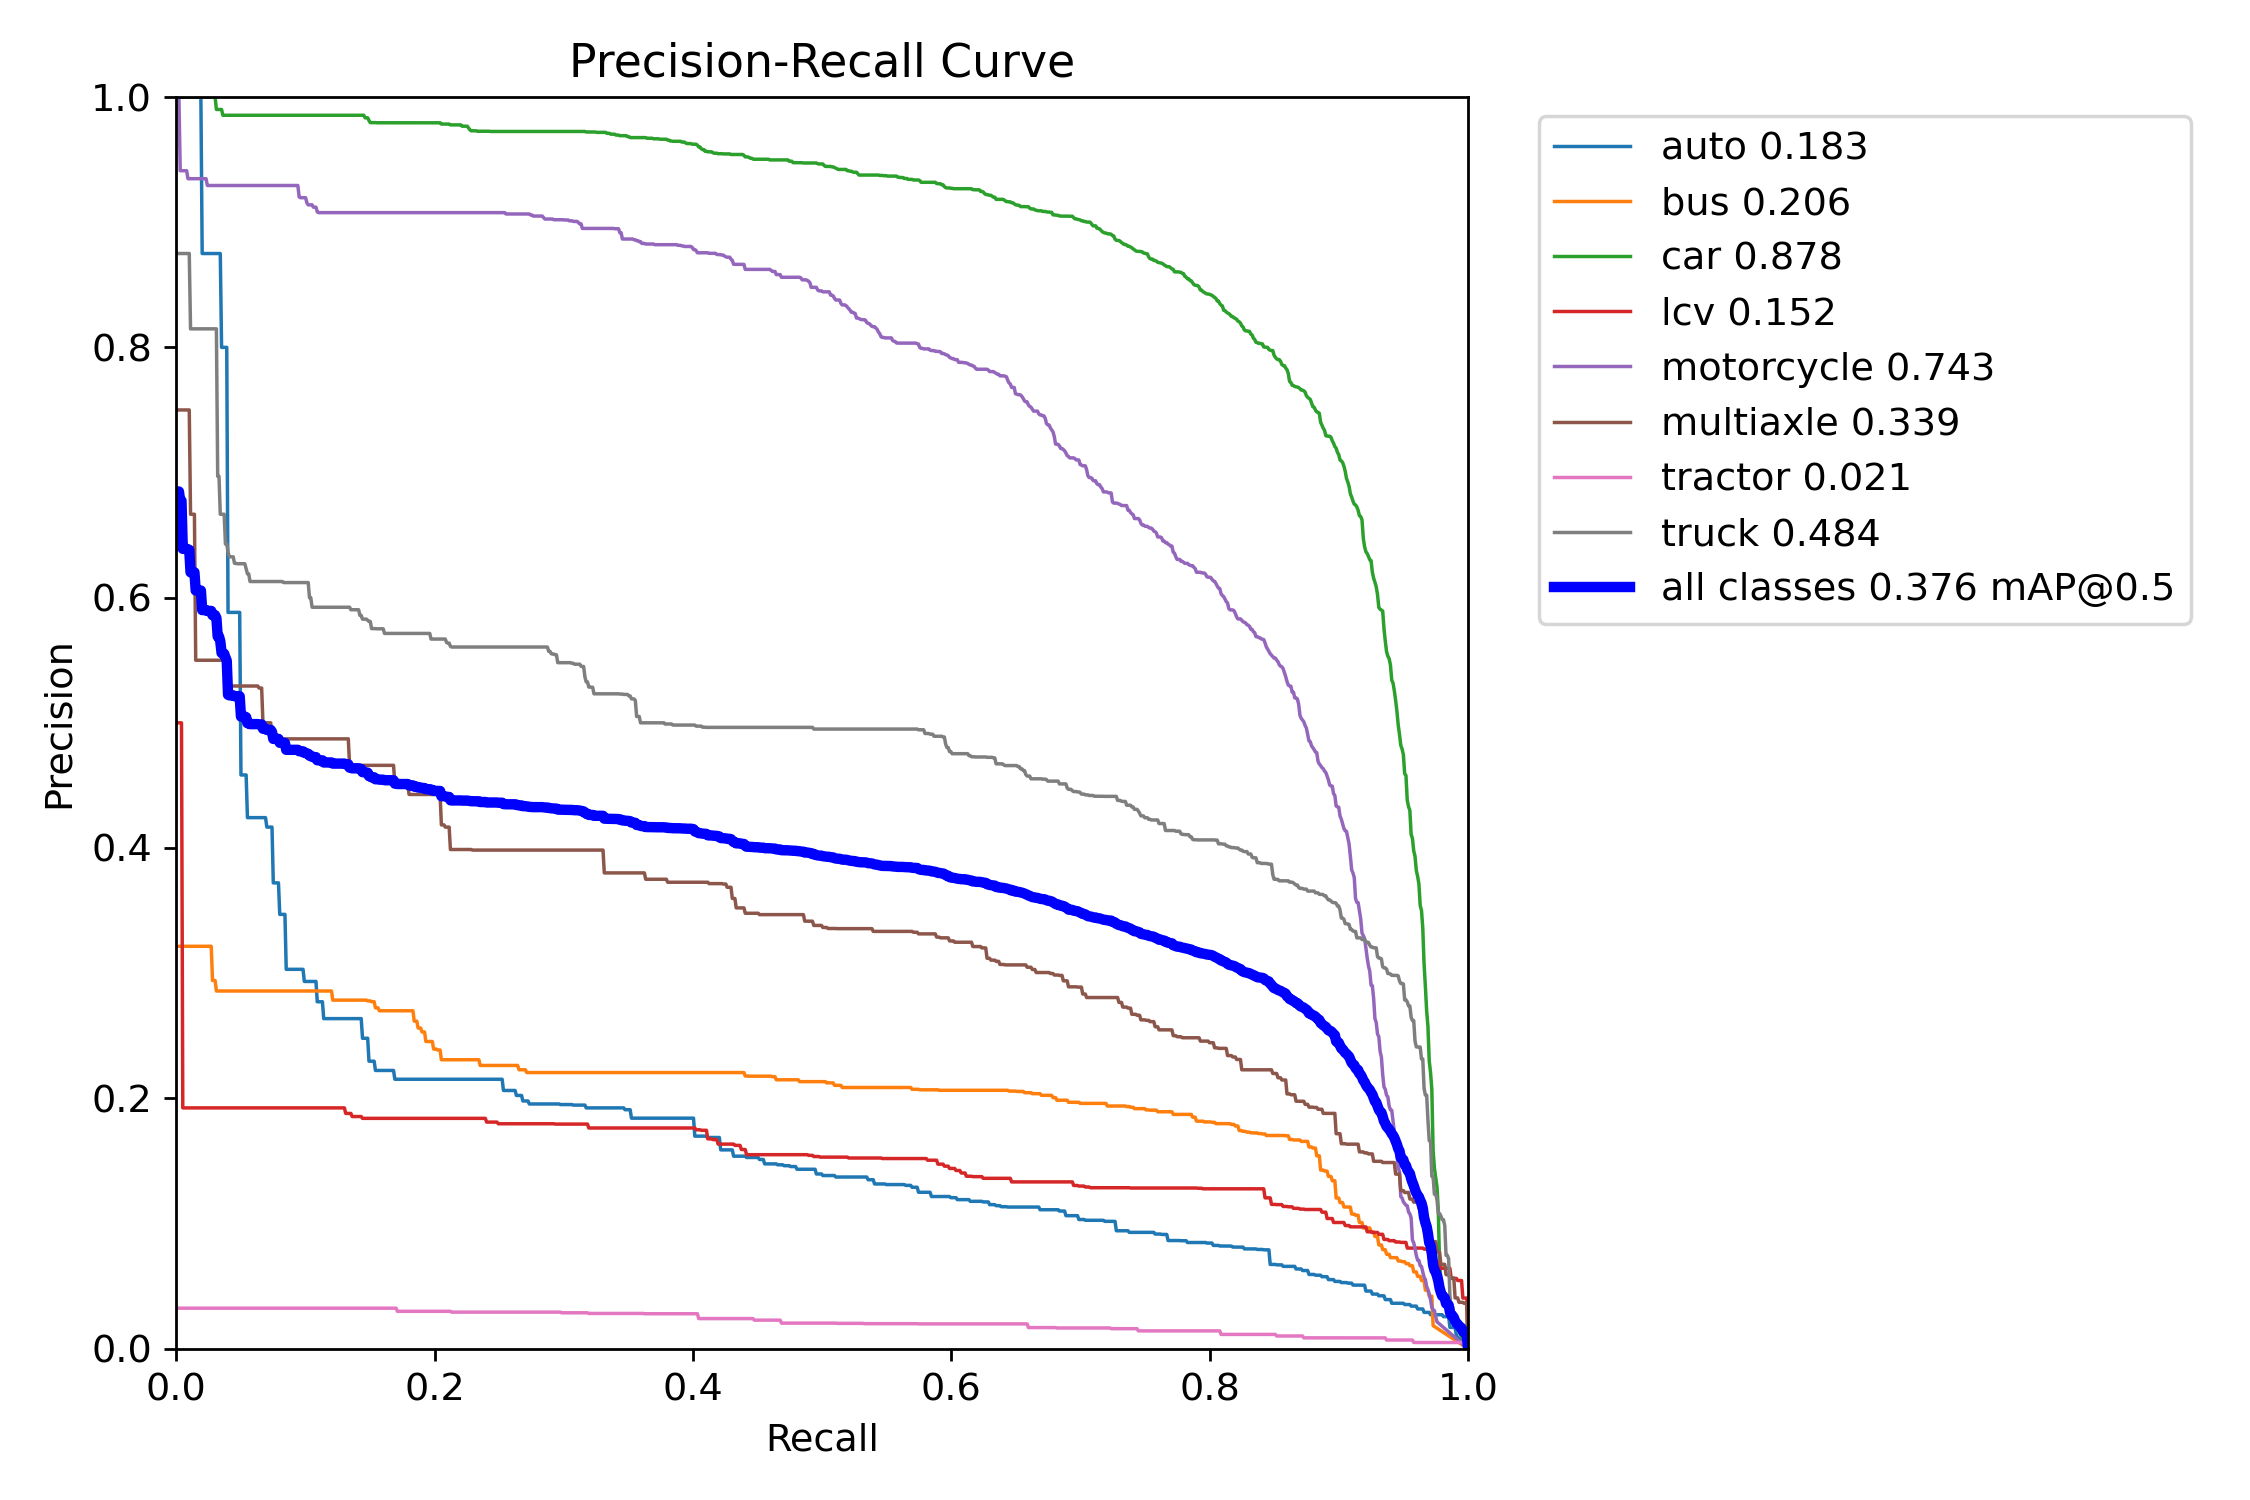 Precision-Recall Curve
1.0
0.8
0.6
0.4
0.2
0.0
Precision
0.0 0.2 0.4 0.6 0.8 1.0
Recall
auto 0.183
bus 0.206
car 0.878
lcv 0.152
motorcycle 0.743
multiaxle 0.339
tractor 0.021
truck 0.484
all classes 0.376 mAP@0.5